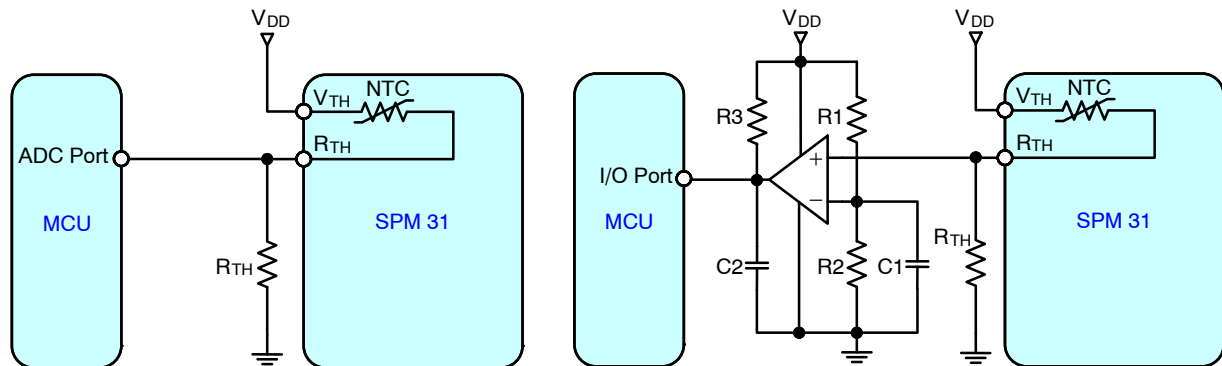 VDD
VTH
NTC
RTH
ADC Port
MCU
SPM 31
RTH
VDD
VDD
R3
R1
VTH
NTC
RTH
+
I/O Port
−
MCU
SPM 31
C2
R2
C1
RTH